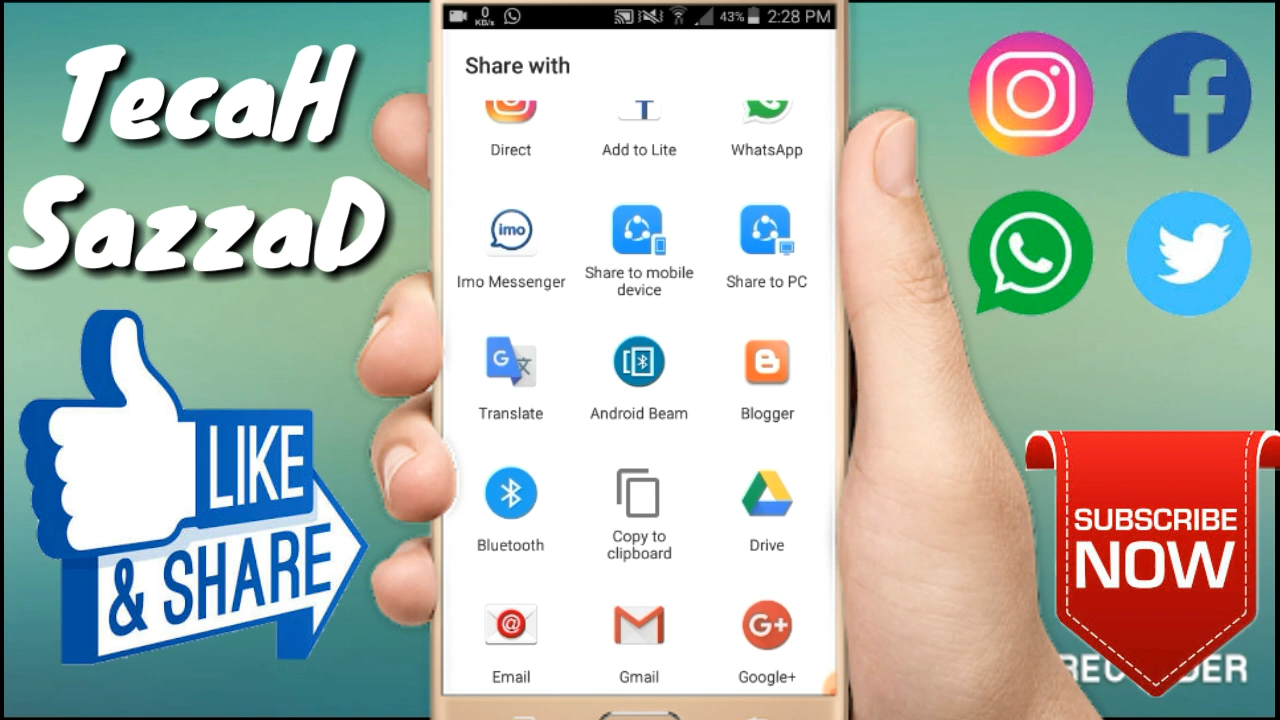 TecaH
SazzaD
LIKE
& SHARE
0
KB/s
43%
2:28 PM
Share with
Direct
Add to Lite
WhatsApp
imo
Imo Messenger
Share to mobile
device
Share to PC
G
Translate
Android Beam
Blogger
Bluetooth
Copy to
clipboard
Drive
@
Email
Gmail
G+
Google+
SUBSCRIBE
NOW